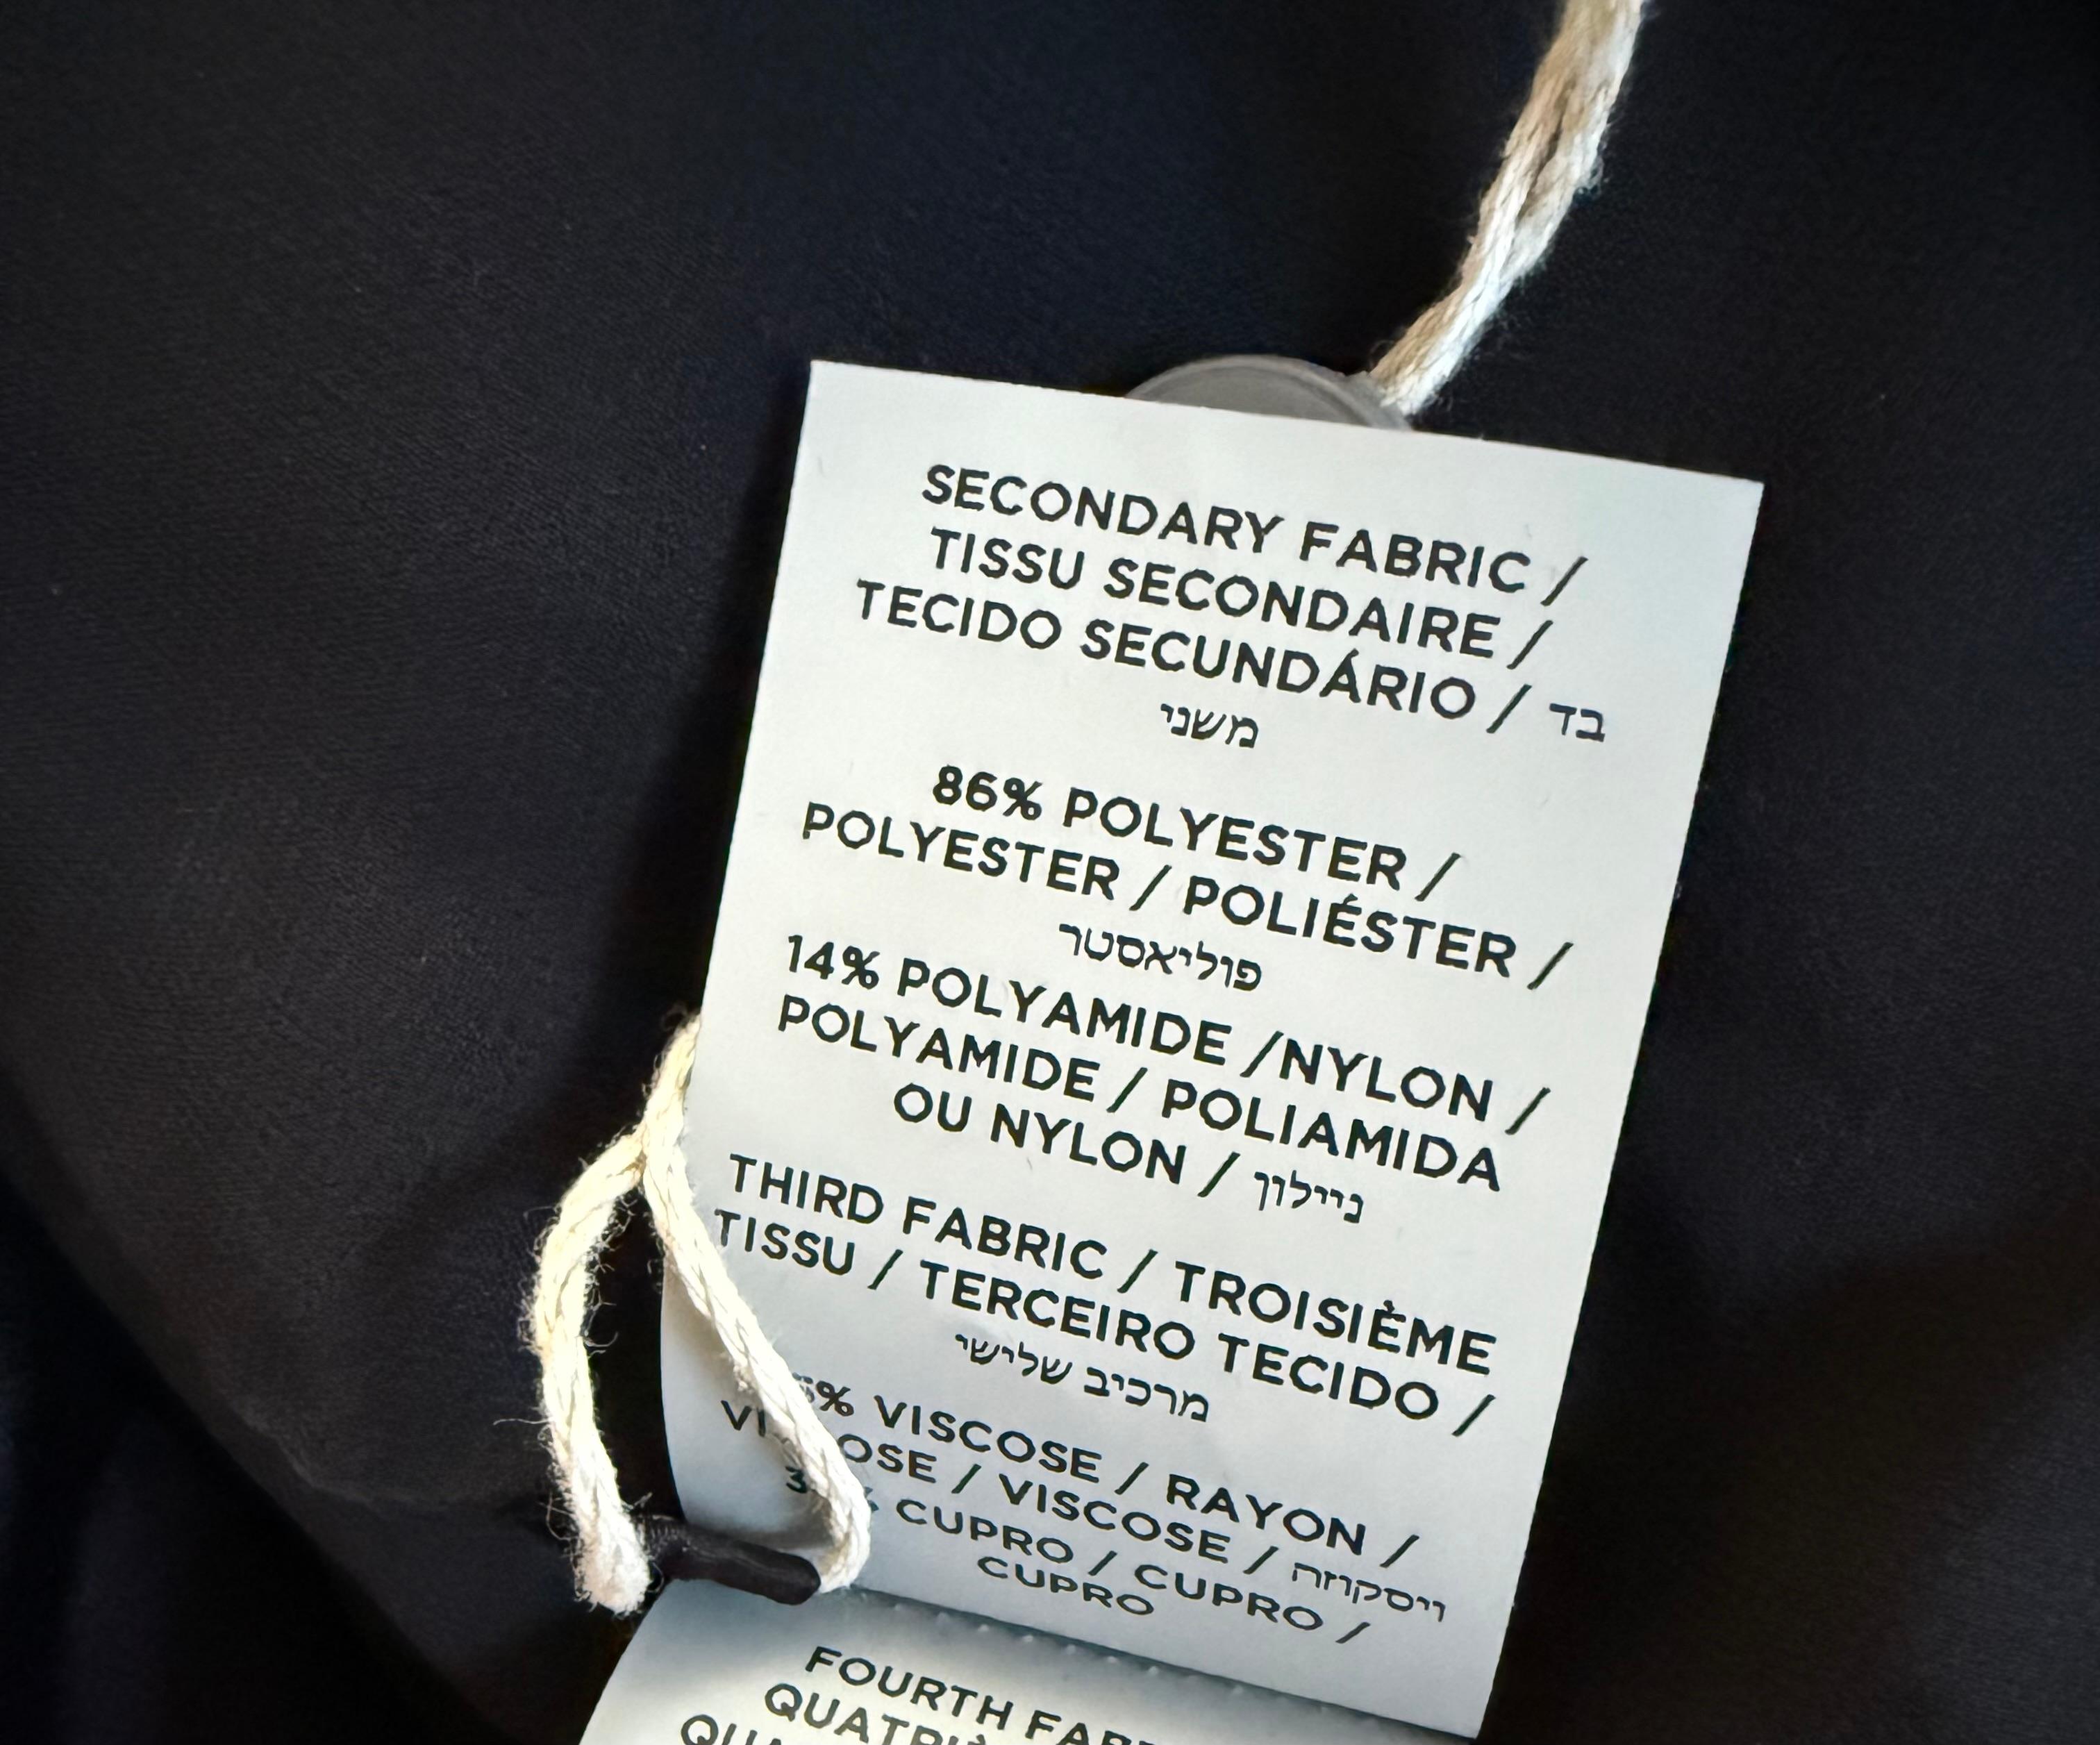 SECONDARY FABRIC /
TISSU SECONDAIRE /
TECIDO SECUNDÁRIO / בד
משני
86% POLYESTER /
POLYESTER / POLIÉSTER /
פוליאסטר
14% POLYAMIDE /NYLON /
POLYAMIDE / POLIAMIDA
OU NYLON / ניילון
THIRD FABRIC / TROISIÈME
TISSU / TERCEIRO TECIDO /
מרכיב שלישי
VISCOSE / RAYON /
/ VISCOSE / ויסקוזה
CUPRO / CUPRO /
CUPRO
FOURTH